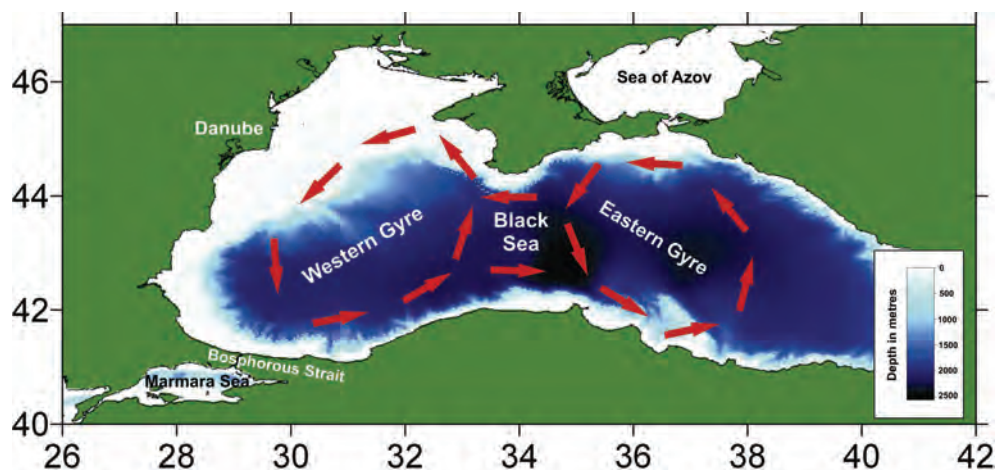 46
44
42
40
26
28
30
32
34
36
38
40
42
Sea of Azov
Danube
Western Gyre
Black
Sea
Eastern Gyre
Bosphorous Strait
Marmara Sea
Depth in metres
0
500
1000
1500
2000
2500